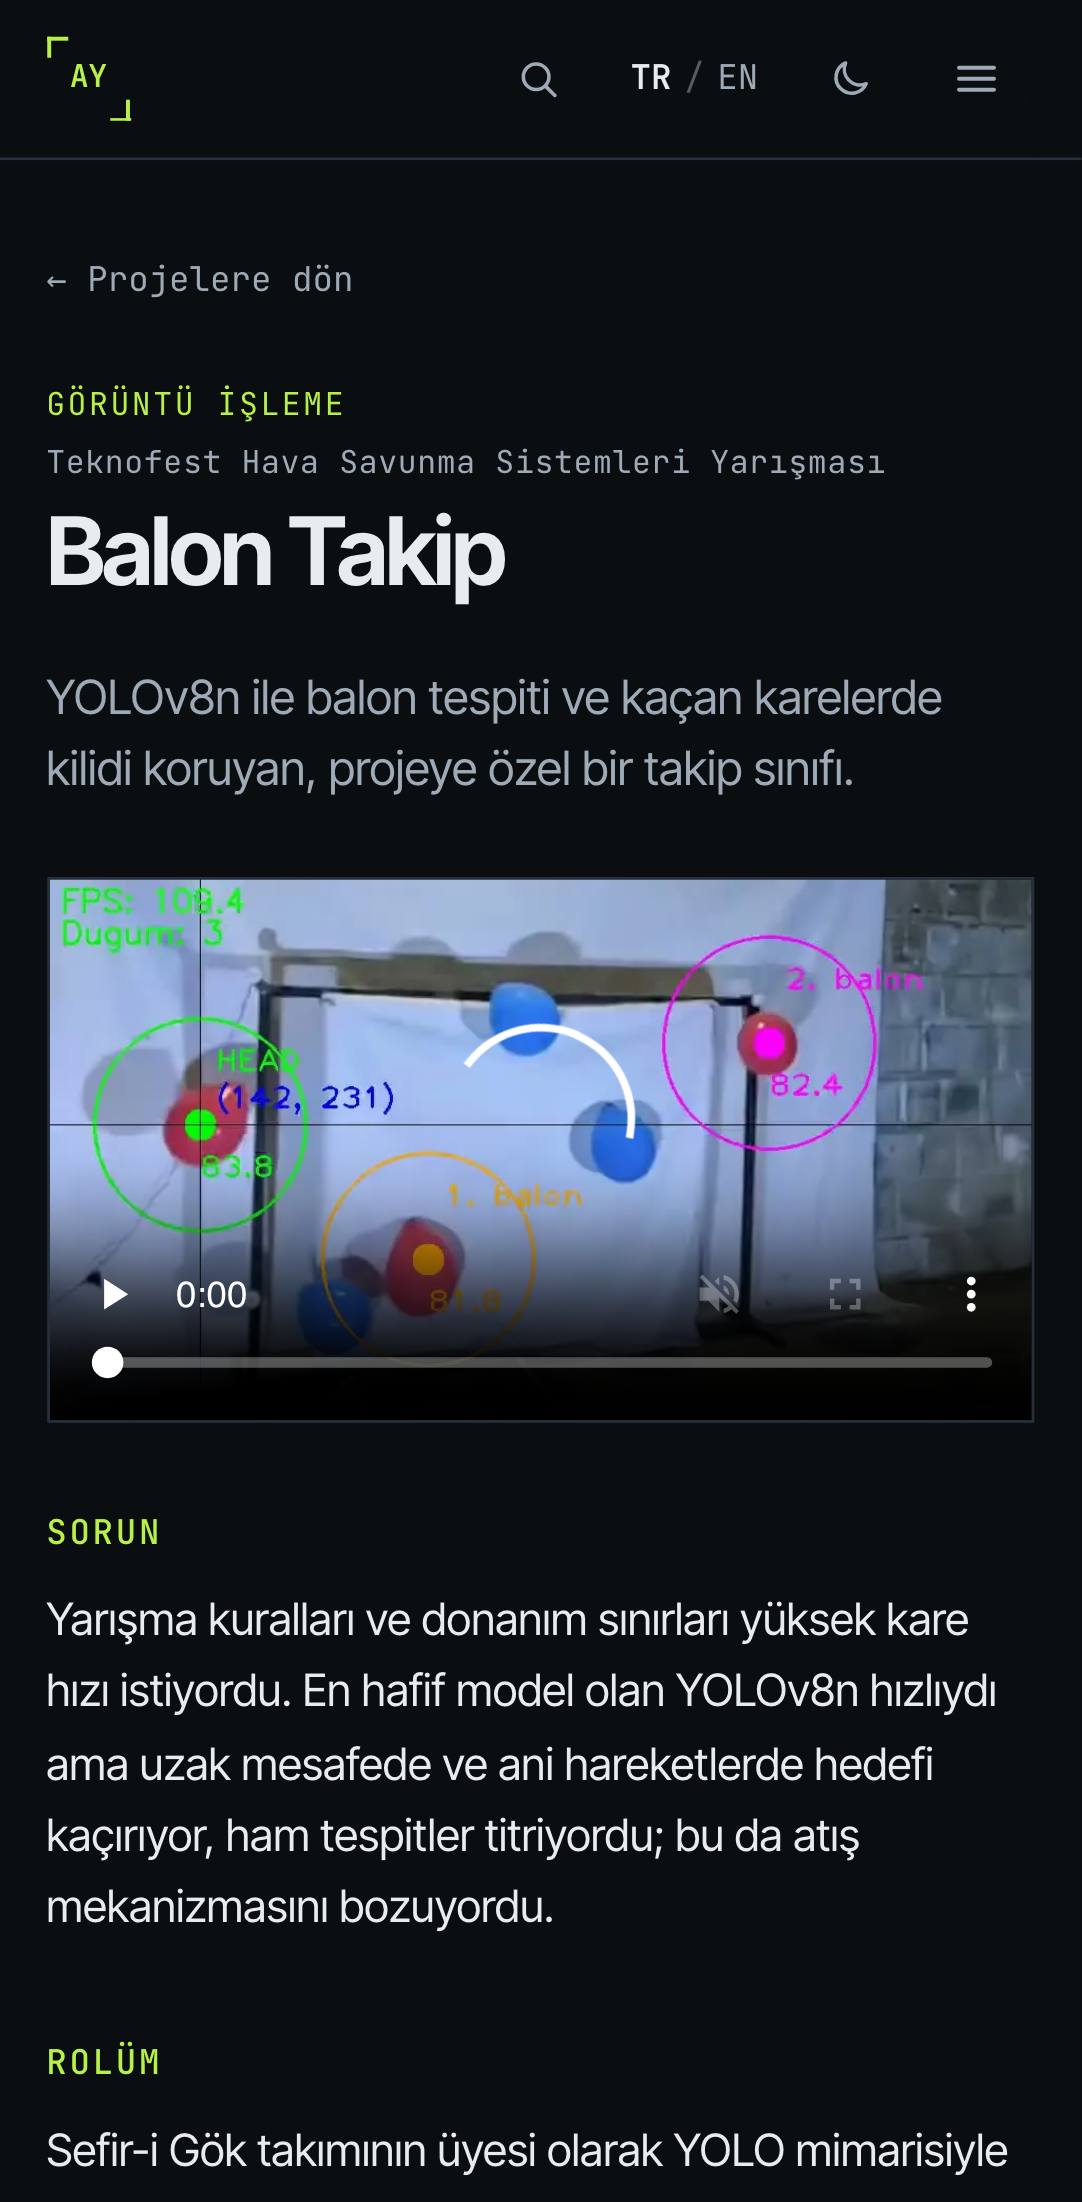 AY
TR / EN
← Projelere dön
GÖRÜNTÜ İŞLEME
Teknofest Hava Savunma Sistemleri Yarışması
Balon Takip
YOLOv8n ile balon tespiti ve kaçan karelerde
kilidi koruyan, projeye özel bir takip sınıfı.
FPS: 109.4
Dugum: 3
2. balon
HEAD
(142, 231)
82.4
83.8
1. Balon
81.8
0:00
SORUN
Yarışma kuralları ve donanım sınırları yüksek kare
hızı istiyordu. En hafif model olan YOLOv8n hızlıydı
ama uzak mesafede ve ani hareketlerde hedefi
kaçırıyor, ham tespitler titriyordu; bu da atış
mekanizmasını bozuyordu.
ROLÜM
Sefir-i Gök takımının üyesi olarak YOLO mimarisiyle